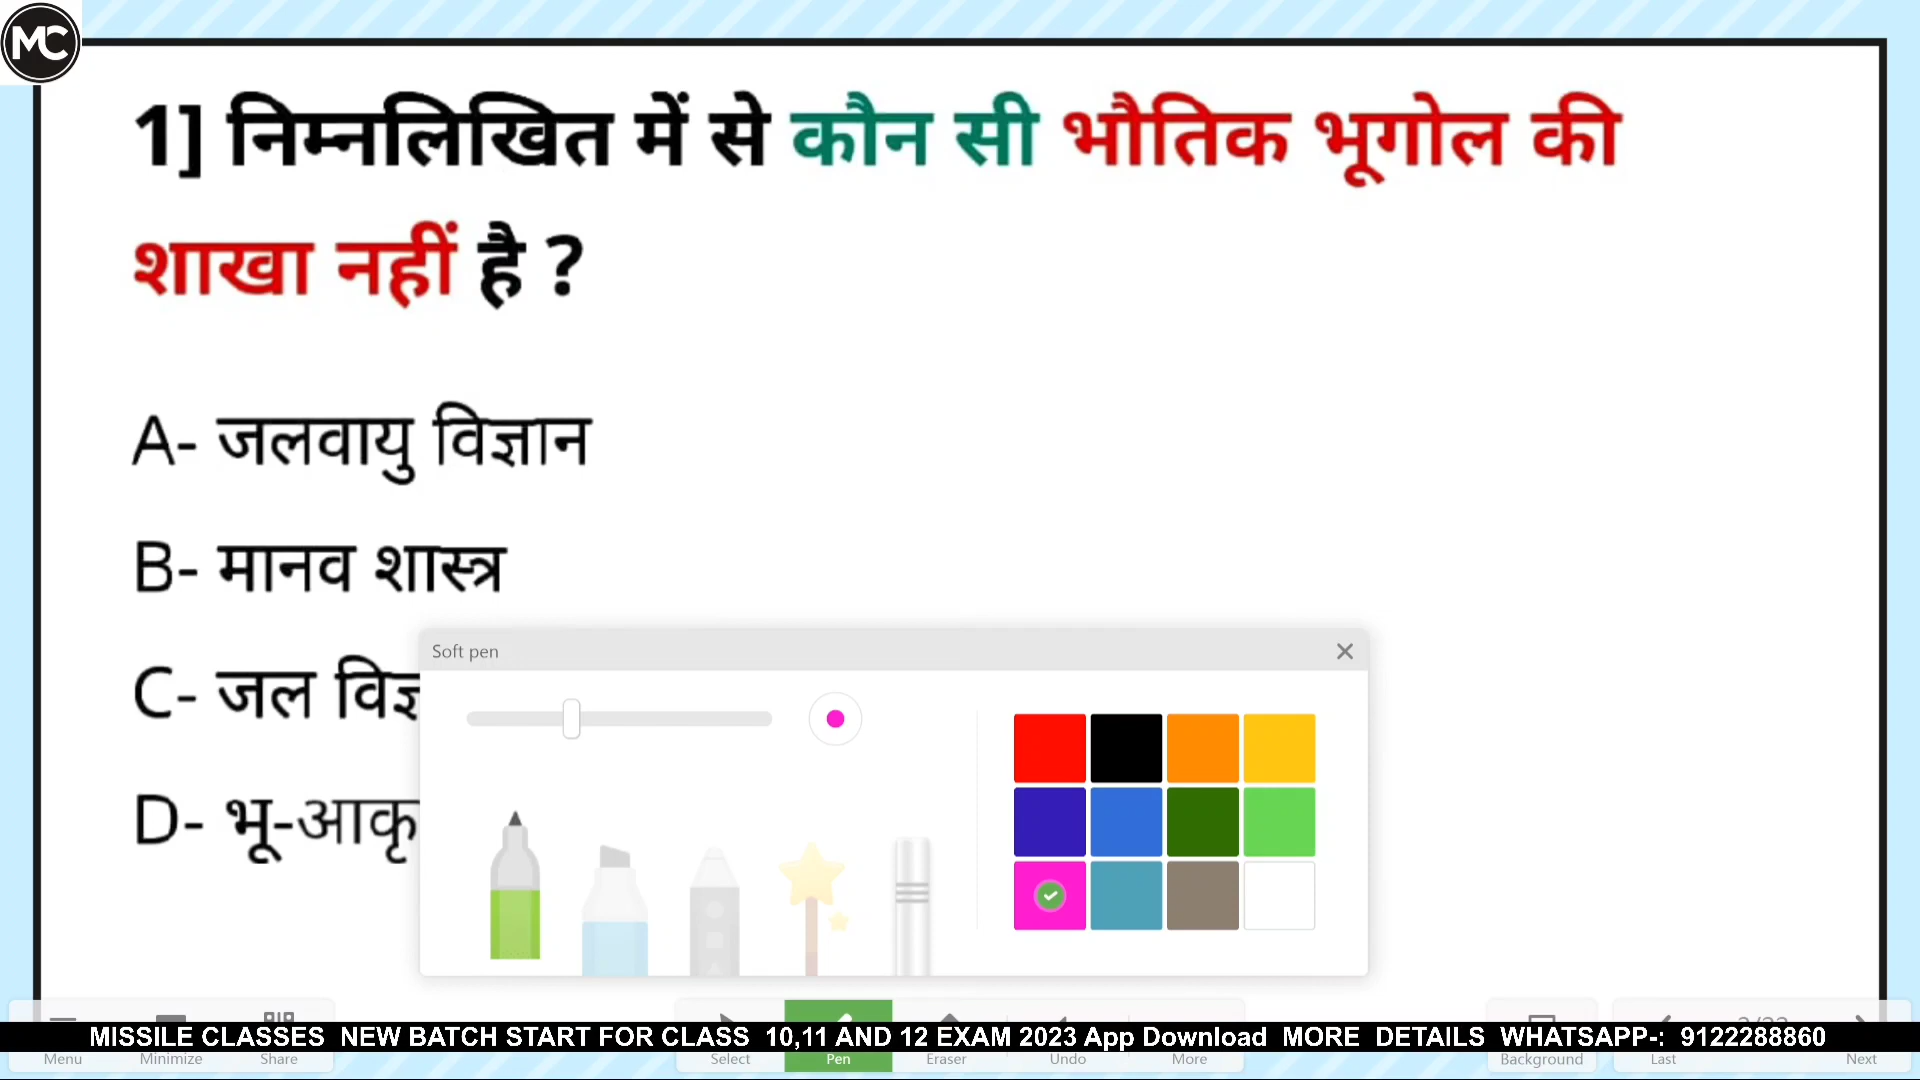 MC
1] निम्नलिखित में से कौन सी भौतिक भूगोल की
शाखा नहीं है ?
A- जलवायु विज्ञान
B- मानव शास्त्र
C- जल
D-
Soft pen
MISSILE CLASSES NEW BATCH START FOR CLASS 10,11 AND 12 EXAM 2023 App Download MORE DETAILS WHATSAPP-: 9122288860
Menu Minimize Share Select Pen Eraser Undo More Background Last Next